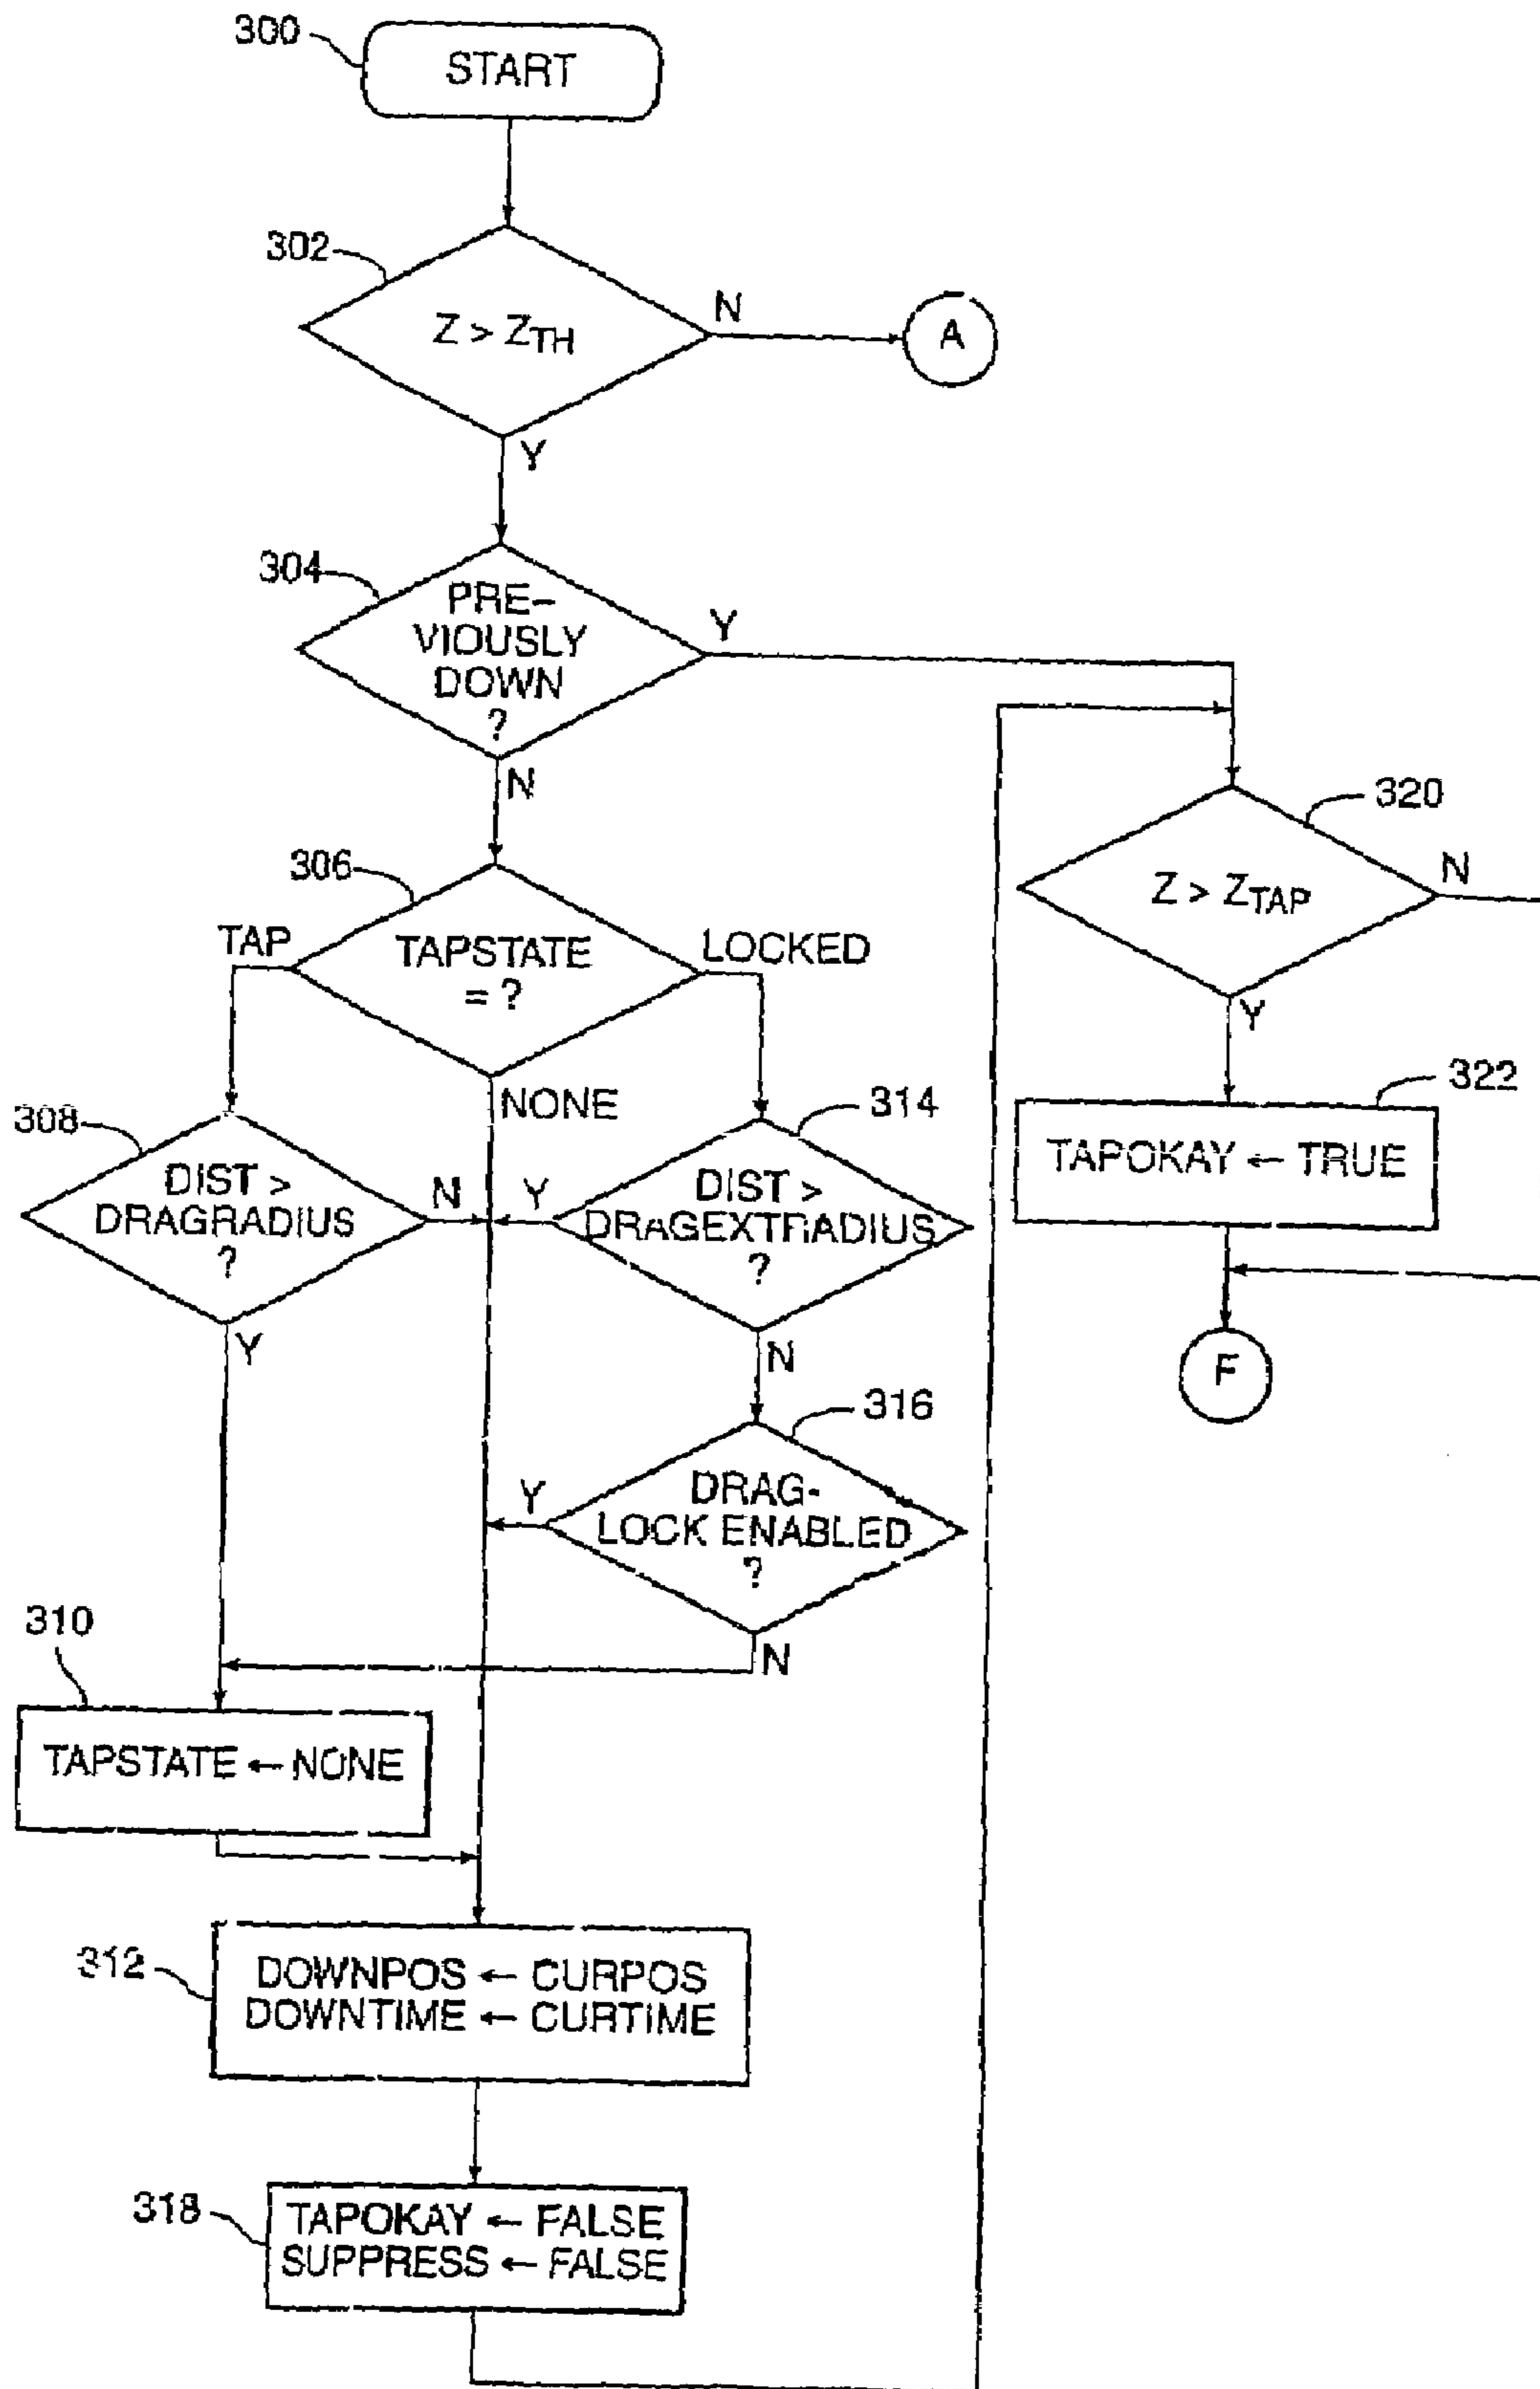 300
START
302
Z > ZTH
N
A
Y
304
PRE-
VIOUSLY
DOWN
?
Y
N
320
Z > ZTAP
N
Y
306
TAPSTATE
= ?
TAP
LOCKED
NONE
322
TAPOKAY ← TRUE
F
308
DIST >
DRAGRADIUS
?
N
Y
314
DIST >
DRAGEXTRADIUS
?
Y
N
316
DRAG-
LOCK ENABLED
?
Y
N
310
TAPSTATE ← NONE
312
DOWNPOS ← CURPOS
DOWNTIME ← CURTIME
318
TAPOKAY ← FALSE
SUPPRESS ← FALSE